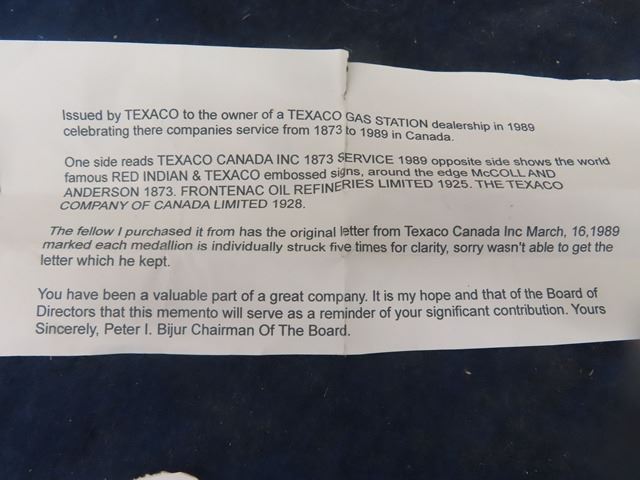 Issued by TEXACO to the owner of a TEXACO GAS STATION dealership in 1989
celebrating there companies service from 1873 to 1989 in Canada.
One side reads TEXACO CANADA INC 1873 SERVICE 1989 opposite side shows the world
famous RED INDIAN & TEXACO embossed signs, around the edge McCOLL AND
ANDERSON 1873. FRONTENAC OIL REFINERIES LIMITED 1925. THE TEXACO
COMPANY OF CANADA LIMITED 1928.
The fellow I purchased it from has the original letter from Texaco Canada Inc March, 16,1989
marked each medallion is individually struck five times for clarity, sorry wasn't able to get the
letter which he kept.
You have been a valuable part of a great company. It is my hope and that of the Board of
Directors that this memento will serve as a reminder of your significant contribution. Yours
Sincerely, Peter I. Bijur Chairman Of The Board.